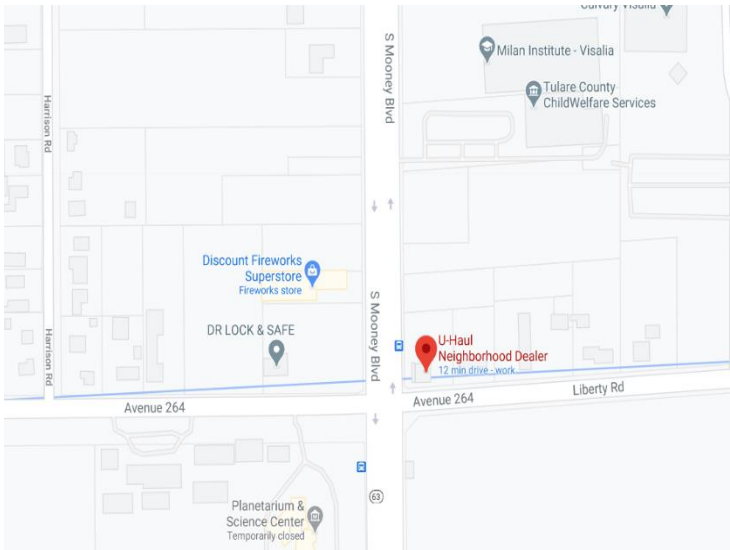 Calvary Visalia
S Mooney Blvd
Milan Institute - Visalia
Tulare County
ChildWelfare Services
Harrison Rd
Discount Fireworks
Superstore
Fireworks store
S Mooney Blvd
DR LOCK & SAFE
U-Haul
Neighborhood Dealer
12 min drive - work
Harrison Rd
Liberty Rd
Avenue 264
Avenue 264
63
Planetarium &
Science Center
Temporarily closed